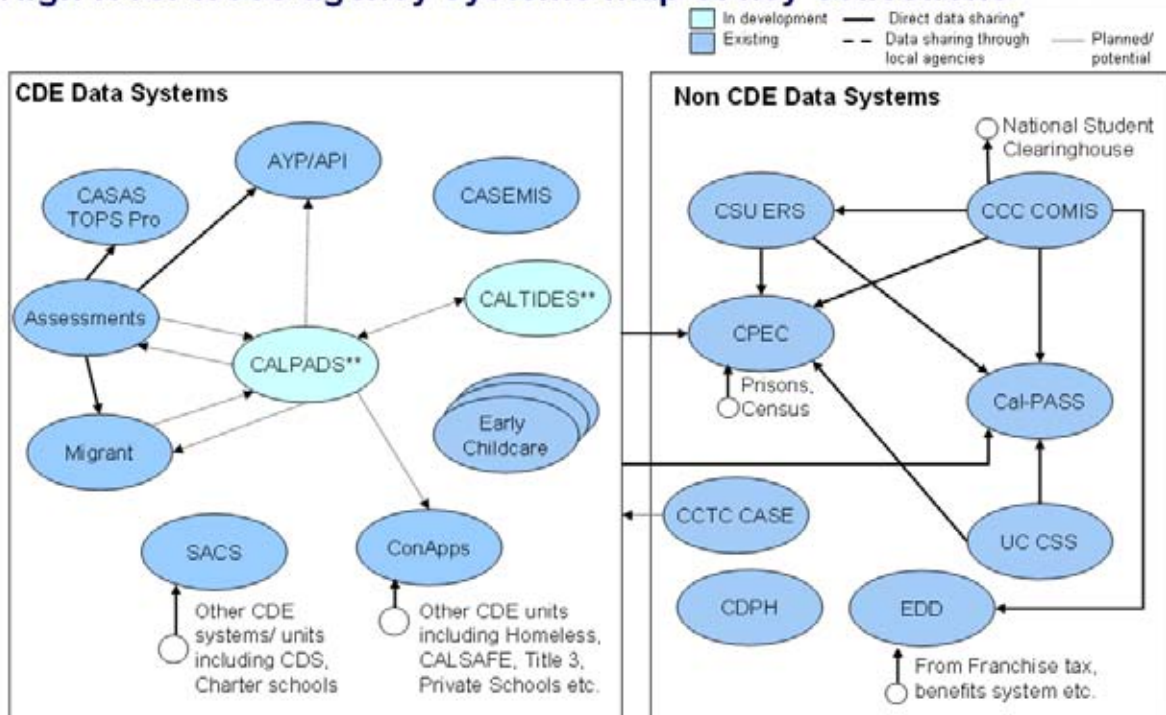 In development
Direct data sharing*
Existing
Data sharing through
local agencies
Planned/
potential
CDE Data Systems
AYP/API
CASAS
TOPS Pro
CASEMIS
Assessments
CALTIDES**
CALPADS**
Migrant
Early
Childcare
SACS
ConApps
Other CDE
systems/ units
including CDS,
Charter schools
Other CDE units
including Homeless,
CALSAFE, Title 3,
Private Schools etc.
Non CDE Data Systems
National Student
Clearinghouse
CSU ERS
CCC COMIS
CPEC
Prisons,
Census
Cal-PASS
CCTC CASE
UC CSS
CDPH
EDD
From Franchise tax,
benefits system etc.